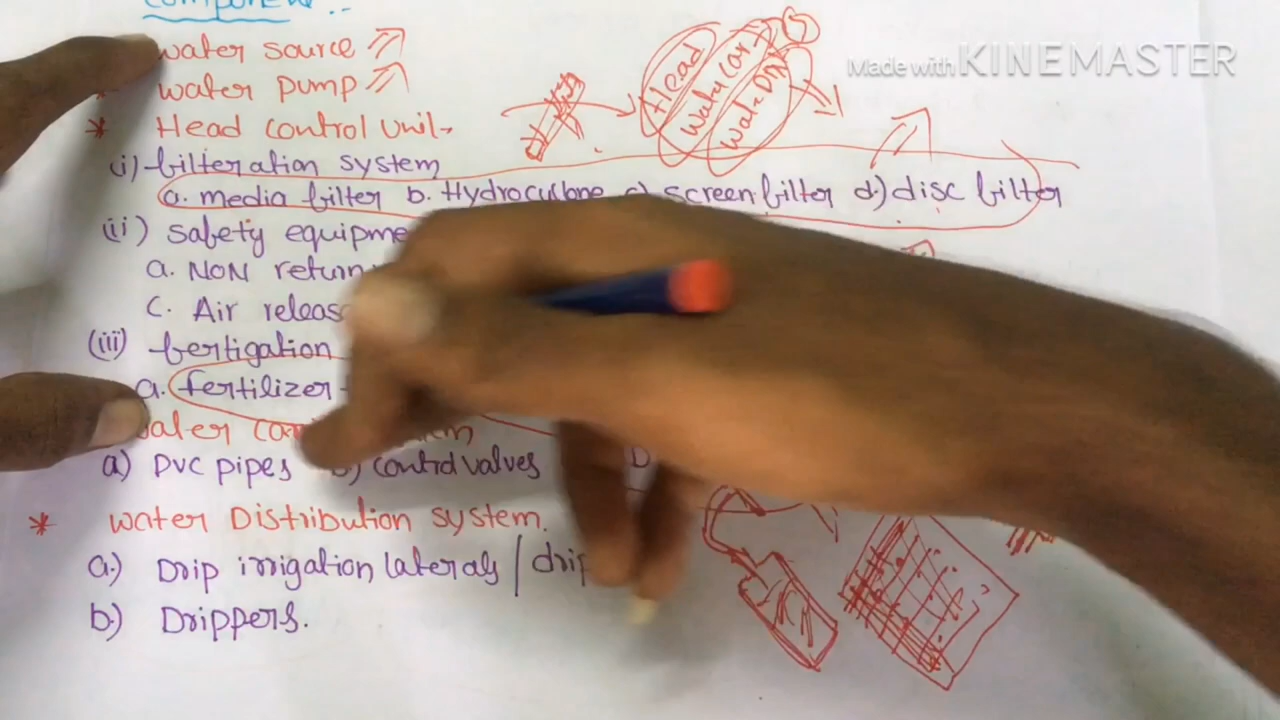 component..
water source
water pump
* Head control Unit-
(i) filteration system
a. media filter b. Hydrocyclone c) screen filter d.) disc filter
(ii) safety equipme
a. NON return
C. Air releas
(iii) fertigation
a. fertilizer
water
a) PVC pipes b) control valves
* water Distribution system.
a.) Drip irrigation laterals / drip
b) Drippers.
Head
Made with KINEMASTER